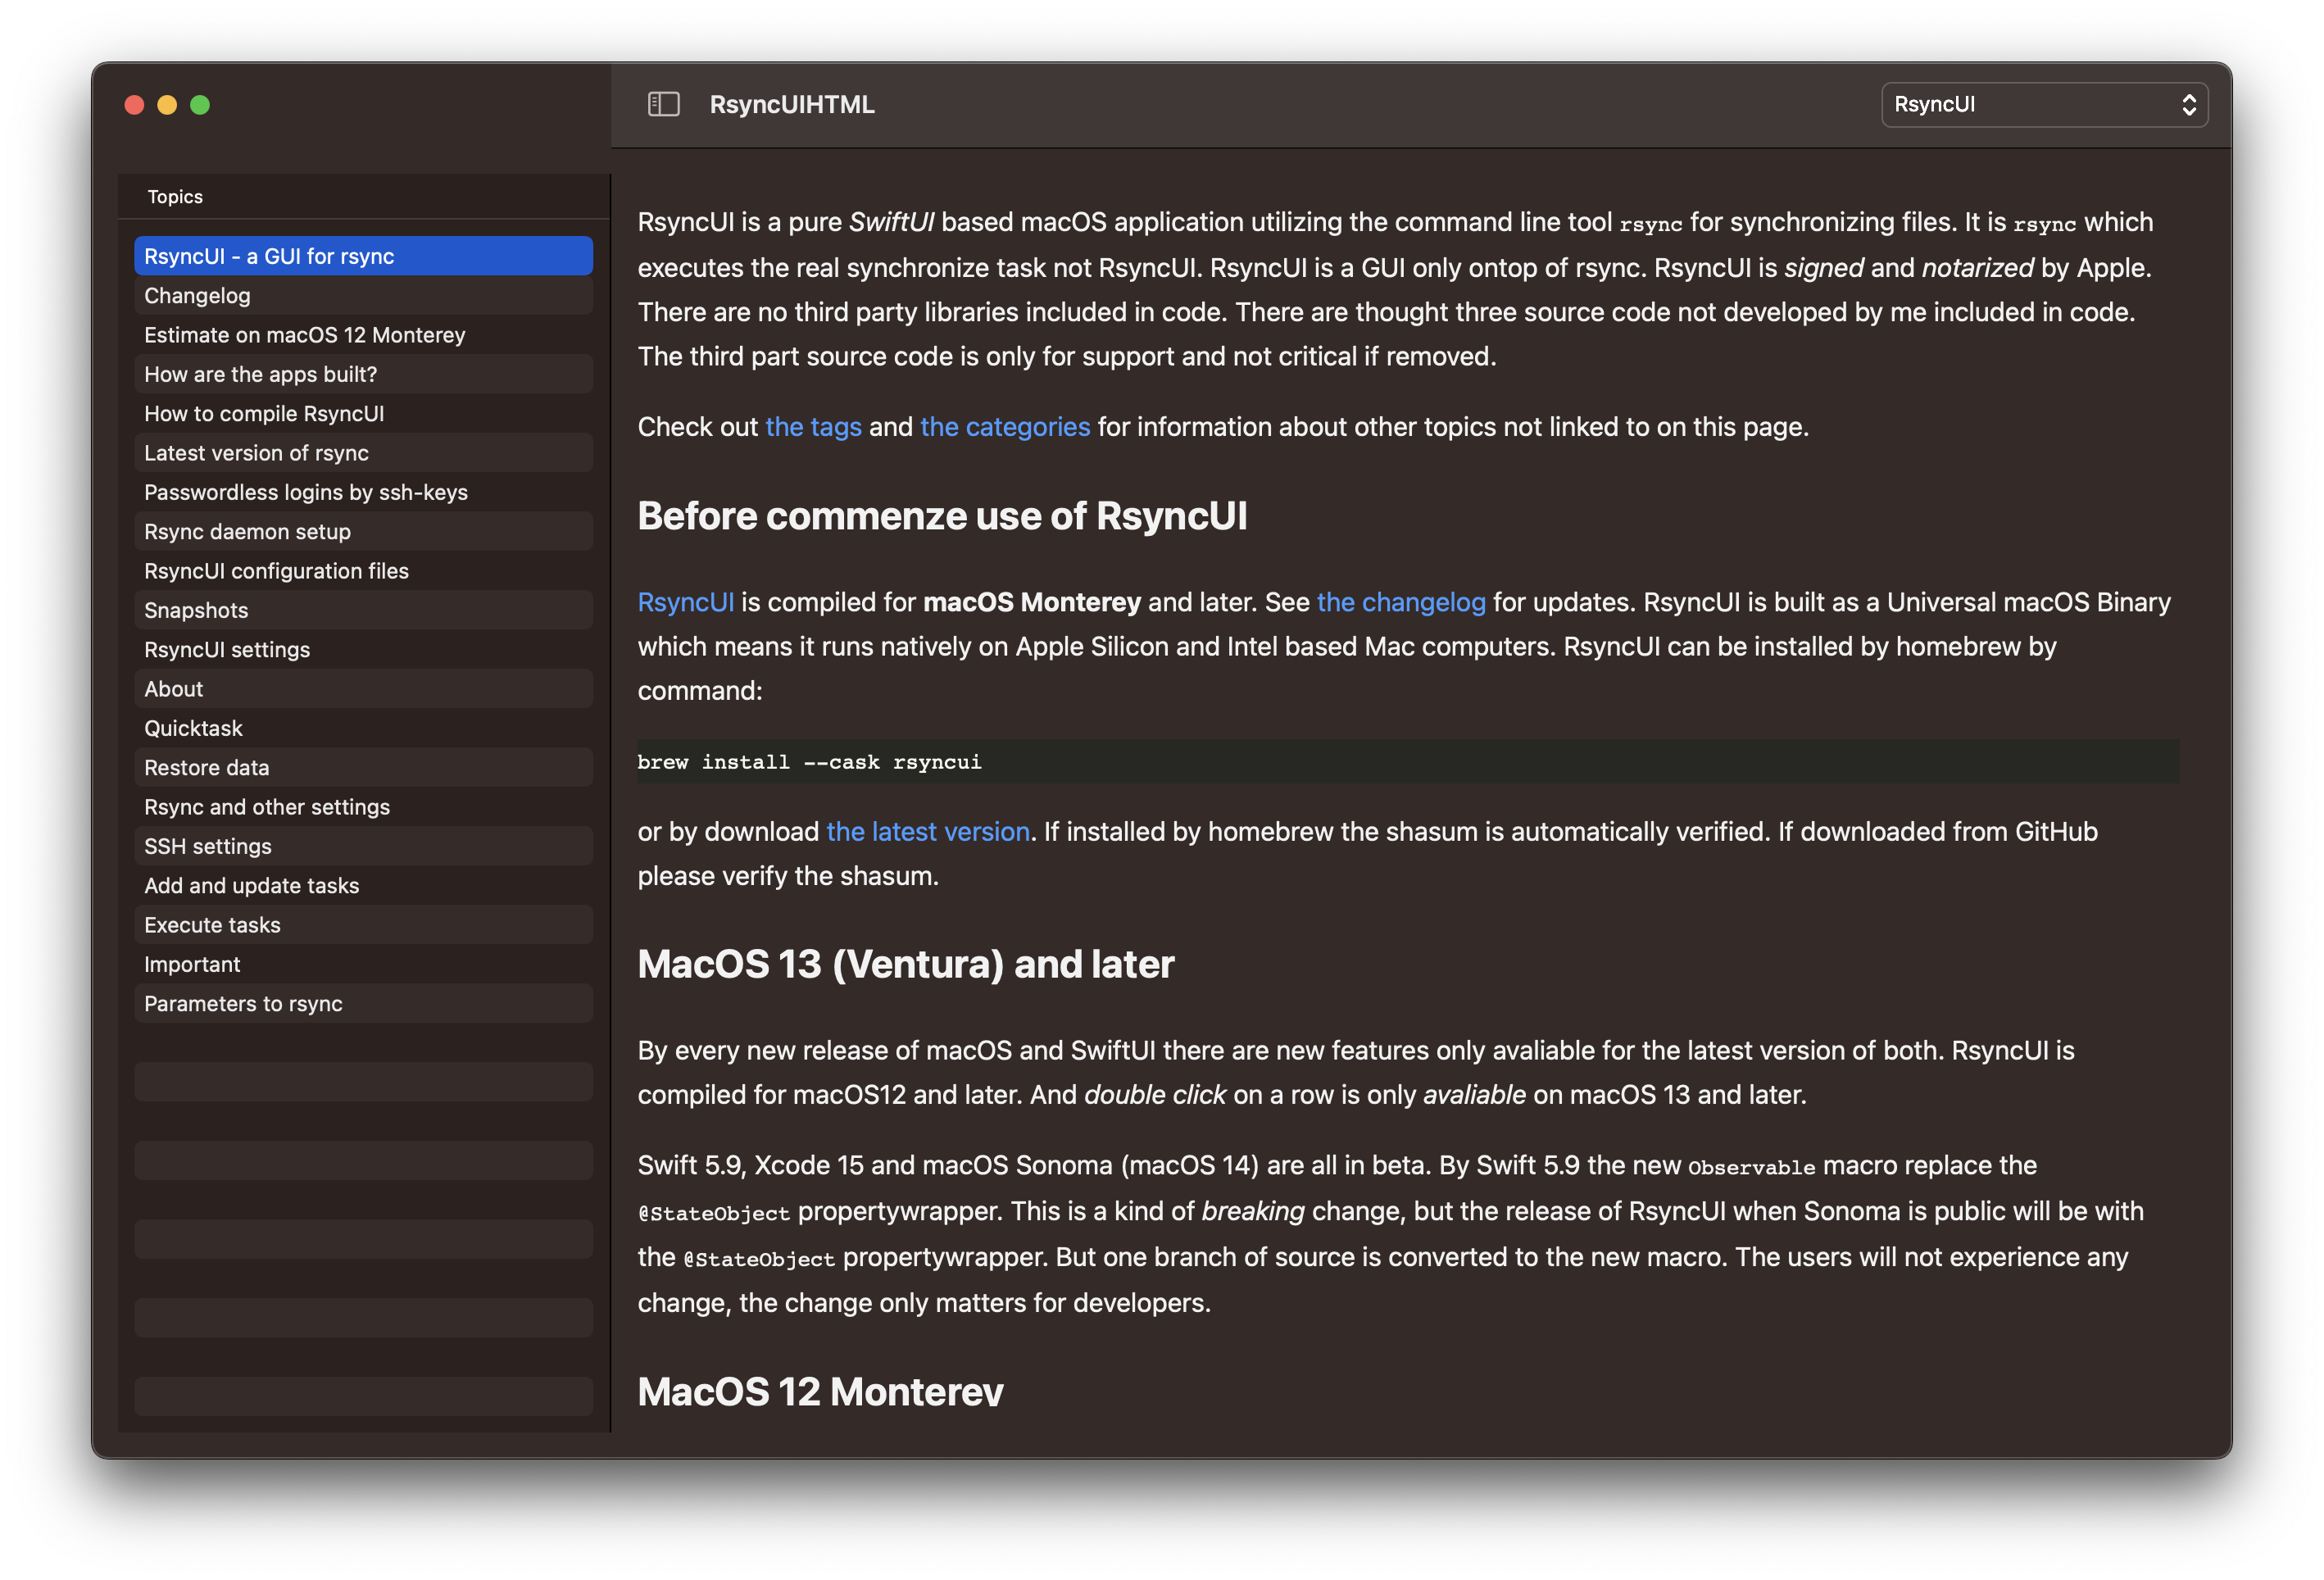 RsyncUIHTML
RsyncUI
Topics
RsyncUI - a GUI for rsync
Changelog
Estimate on macOS 12 Monterey
How are the apps built?
How to compile RsyncUI
Latest version of rsync
Passwordless logins by ssh-keys
Rsync daemon setup
RsyncUI configuration files
Snapshots
RsyncUI settings
About
Quicktask
Restore data
Rsync and other settings
SSH settings
Add and update tasks
Execute tasks
Important
Parameters to rsync
RsyncUI is a pure SwiftUI based macOS application utilizing the command line tool rsync for synchronizing files. It is rsync which
executes the real synchronize task not RsyncUI. RsyncUI is a GUI only ontop of rsync. RsyncUI is signed and notarized by Apple.
There are no third party libraries included in code. There are thought three source code not developed by me included in code.
The third part source code is only for support and not critical if removed.
Check out the tags and the categories for information about other topics not linked to on this page.
Before commenze use of RsyncUI
RsyncUI is compiled for macOS Monterey and later. See the changelog for updates. RsyncUI is built as a Universal macOS Binary
which means it runs natively on Apple Silicon and Intel based Mac computers. RsyncUI can be installed by homebrew by
command:
brew install --cask rsyncui
or by download the latest version. If installed by homebrew the shasum is automatically verified. If downloaded from GitHub
please verify the shasum.
MacOS 13 (Ventura) and later
By every new release of macOS and SwiftUI there are new features only avaliable for the latest version of both. RsyncUI is
compiled for macOS12 and later. And double click on a row is only avaliable on macOS 13 and later.
Swift 5.9, Xcode 15 and macOS Sonoma (macOS 14) are all in beta. By Swift 5.9 the new Observable macro replace the
@StateObject propertywrapper. This is a kind of breaking change, but the release of RsyncUI when Sonoma is public will be with
the @StateObject propertywrapper. But one branch of source is converted to the new macro. The users will not experience any
change, the change only matters for developers.
MacOS 12 Monterey